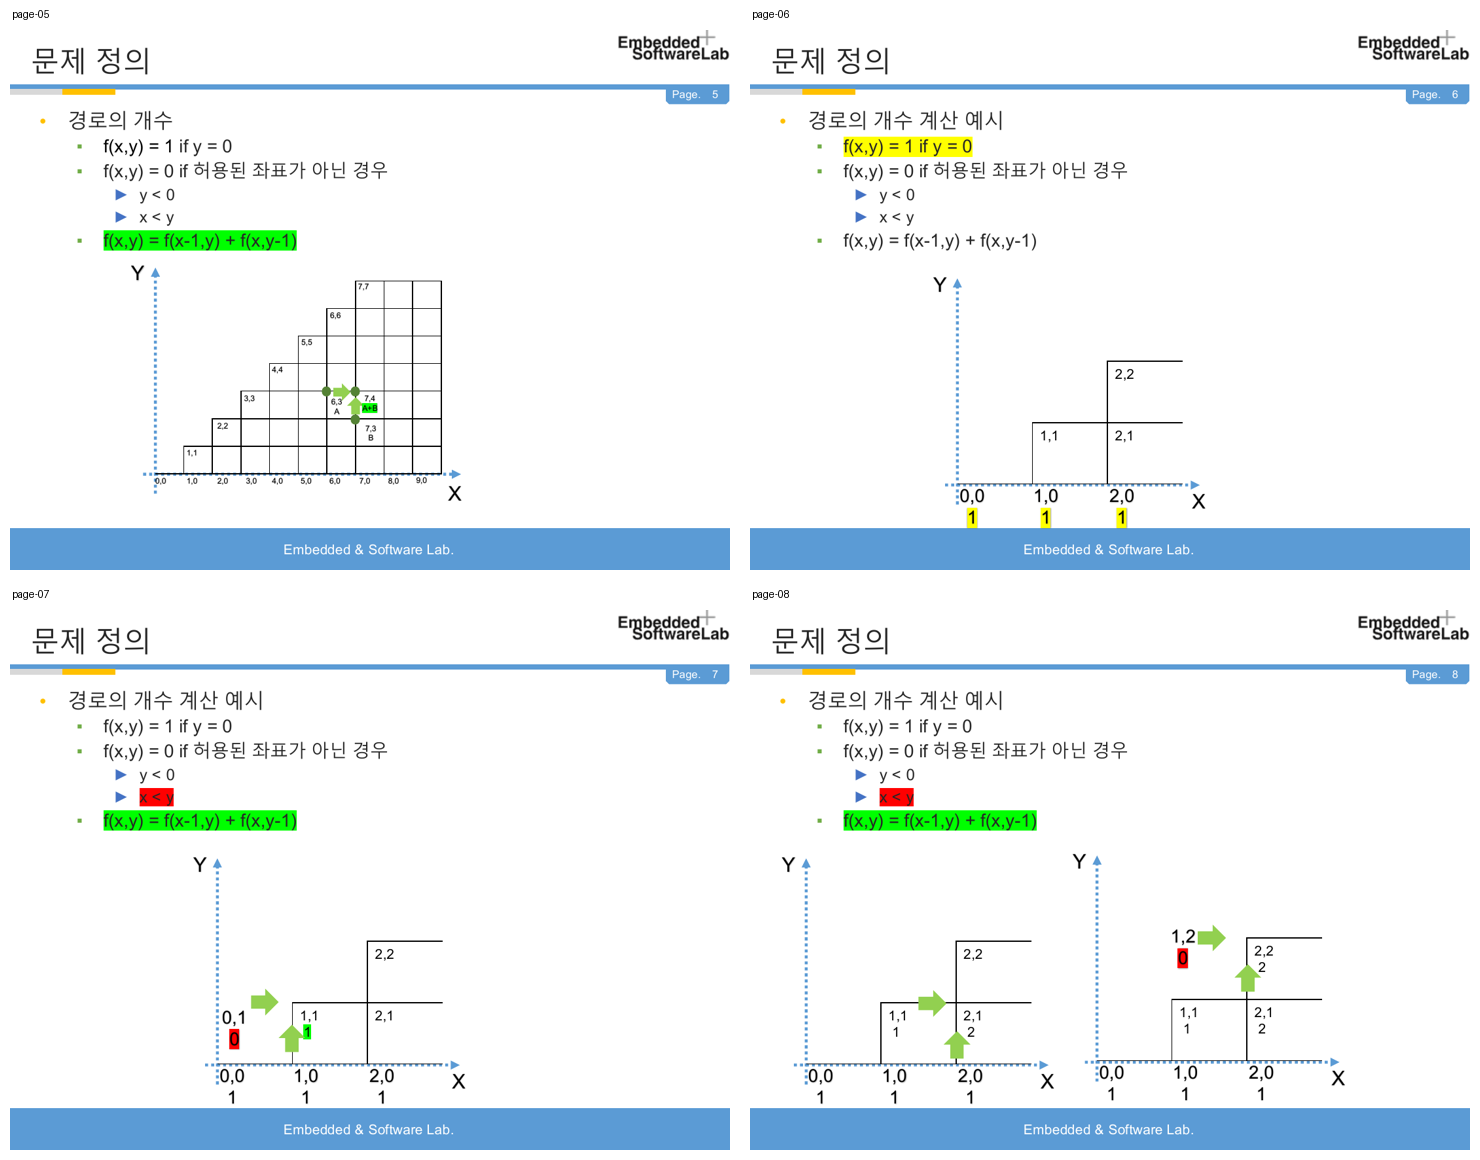 page-05
문제 정의
Embedded
SoftwareLab
Page. 5
• 경로의 개수
▪ f(x,y) = 1 if y = 0
▪ f(x,y) = 0 if 허용된 좌표가 아닌 경우
▶ y < 0
▶ x < y
▪ f(x,y) = f(x-1,y) + f(x,y-1)
Y
7,7
6,6
5,5
4,4
3,3
6,3
A
7,4
A+B
2,2
7,3
B
1,1
0,0 1,0 2,0 3,0 4,0 5,0 6,0 7,0 8,0 9,0
X
Embedded & Software Lab.
page-06
문제 정의
Embedded
SoftwareLab
Page. 6
• 경로의 개수 계산 예시
▪ f(x,y) = 1 if y = 0
▪ f(x,y) = 0 if 허용된 좌표가 아닌 경우
▶ y < 0
▶ x < y
▪ f(x,y) = f(x-1,y) + f(x,y-1)
Y
2,2
1,1 2,1
0,0 1,0 2,0
X
1 1 1
Embedded & Software Lab.
page-07
문제 정의
Embedded
SoftwareLab
Page. 7
• 경로의 개수 계산 예시
▪ f(x,y) = 1 if y = 0
▪ f(x,y) = 0 if 허용된 좌표가 아닌 경우
▶ y < 0
▶ x < y
▪ f(x,y) = f(x-1,y) + f(x,y-1)
Y
2,2
0,1 1,1 2,1
0 1
0,0 1,0 2,0
X
1 1 1
Embedded & Software Lab.
page-08
문제 정의
Embedded
SoftwareLab
Page. 8
• 경로의 개수 계산 예시
▪ f(x,y) = 1 if y = 0
▪ f(x,y) = 0 if 허용된 좌표가 아닌 경우
▶ y < 0
▶ x < y
▪ f(x,y) = f(x-1,y) + f(x,y-1)
Y
2,2
1,1 2,1
1 2
0,0 1,0 2,0
X
1 1 1
Y
1,2 2,2
0 2
1,1 2,1
1 2
0,0 1,0 2,0
X
1 1 1
Embedded & Software Lab.